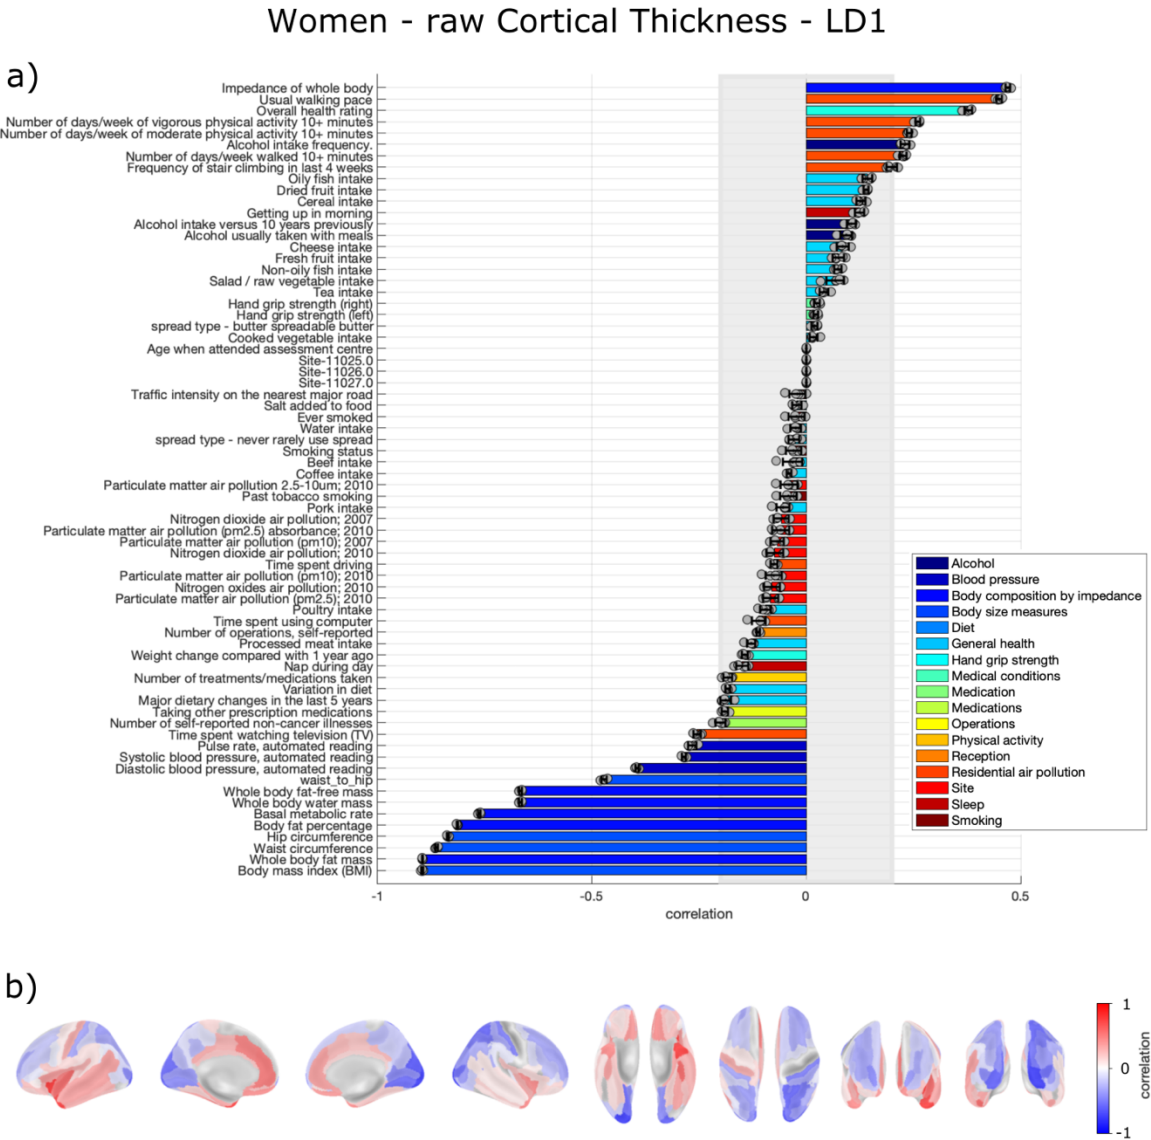 Women - raw Cortical Thickness - LD1
a)
Impedance of whole body
Usual walking pace
Overall health rating
Number of days/week of vigorous physical activity 10+ minutes
Number of days/week of moderate physical activity 10+ minutes
Alcohol intake frequency.
Number of days/week walked 10+ minutes
Frequency of stair climbing in last 4 weeks
Oily fish intake
Dried fruit intake
Cereal intake
Getting up in morning
Alcohol intake versus 10 years previously
Alcohol usually taken with meals
Cheese intake
Fresh fruit intake
Non-oily fish intake
Salad / raw vegetable intake
Tea intake
Hand grip strength (right)
Hand grip strength (left)
spread type - butter spreadable butter
Cooked vegetable intake
Age when attended assessment centre
Site-11025.0
Site-11026.0
Site-11027.0
Traffic intensity on the nearest major road
Salt added to food
Ever smoked
Water intake
spread type - never rarely use spread
Smoking status
Beef intake
Coffee intake
Particulate matter air pollution 2.5-10um; 2010
Past tobacco smoking
Pork intake
Nitrogen dioxide air pollution; 2007
Particulate matter air pollution (pm2.5) absorbance; 2010
Particulate matter air pollution (pm10); 2007
Nitrogen dioxide air pollution; 2010
Time spent driving
Particulate matter air pollution (pm10); 2010
Nitrogen oxides air pollution; 2010
Particulate matter air pollution (pm2.5); 2010
Poultry intake
Time spent using computer
Number of operations, self-reported
Processed meat intake
Weight change compared with 1 year ago
Nap during day
Number of treatments/medications taken
Variation in diet
Major dietary changes in the last 5 years
Taking other prescription medications
Number of self-reported non-cancer illnesses
Time spent watching television (TV)
Pulse rate, automated reading
Systolic blood pressure, automated reading
Diastolic blood pressure, automated reading
waist_to_hip
Whole body fat-free mass
Whole body water mass
Basal metabolic rate
Body fat percentage
Hip circumference
Waist circumference
Whole body fat mass
Body mass index (BMI)
-1
-0.5
0
0.5
correlation
Alcohol
Blood pressure
Body composition by impedance
Body size measures
Diet
General health
Hand grip strength
Medical conditions
Medication
Medications
Operations
Physical activity
Reception
Residential air pollution
Site
Sleep
Smoking
b)
1
0
-1
correlation